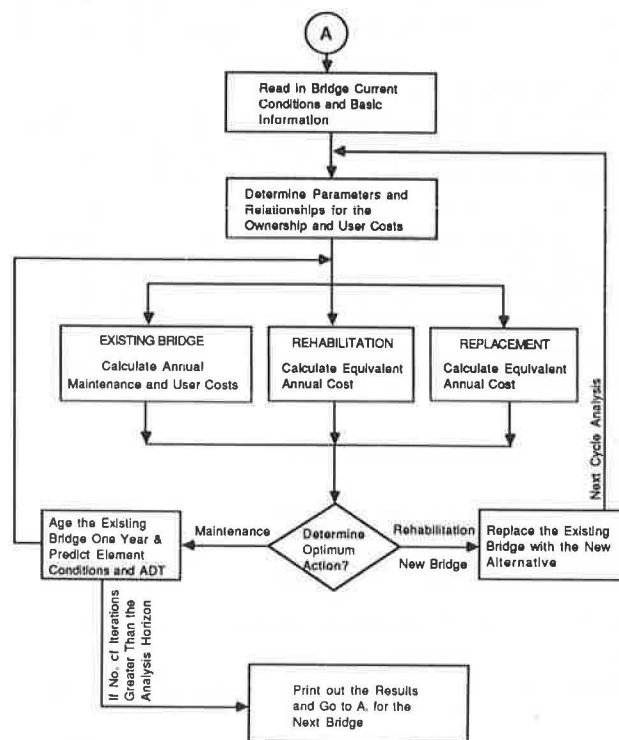 A
Read in Bridge Current
Conditions and Basic
Information
Determine Parameters and
Relationships for the
Ownership and User Costs
EXISTING BRIDGE
Calculate Annual
Maintenance and User Costs
REHABILITATION
Calculate Equivalent
Annual Cost
REPLACEMENT
Calculate Equivalent
Annual Cost
Next Cycle Analysis
Age the Existing
Bridge One Year &
Predict Element
Conditions and ADT
Maintenance
Determine
Optimum
Action?
Rehabilitation
New Bridge
Replace the Existing
Bridge with the New
Alternative
If No. of Iterations
Greater Than the
Analysis Horizon
Print out the Results
and Go to A, for the
Next Bridge